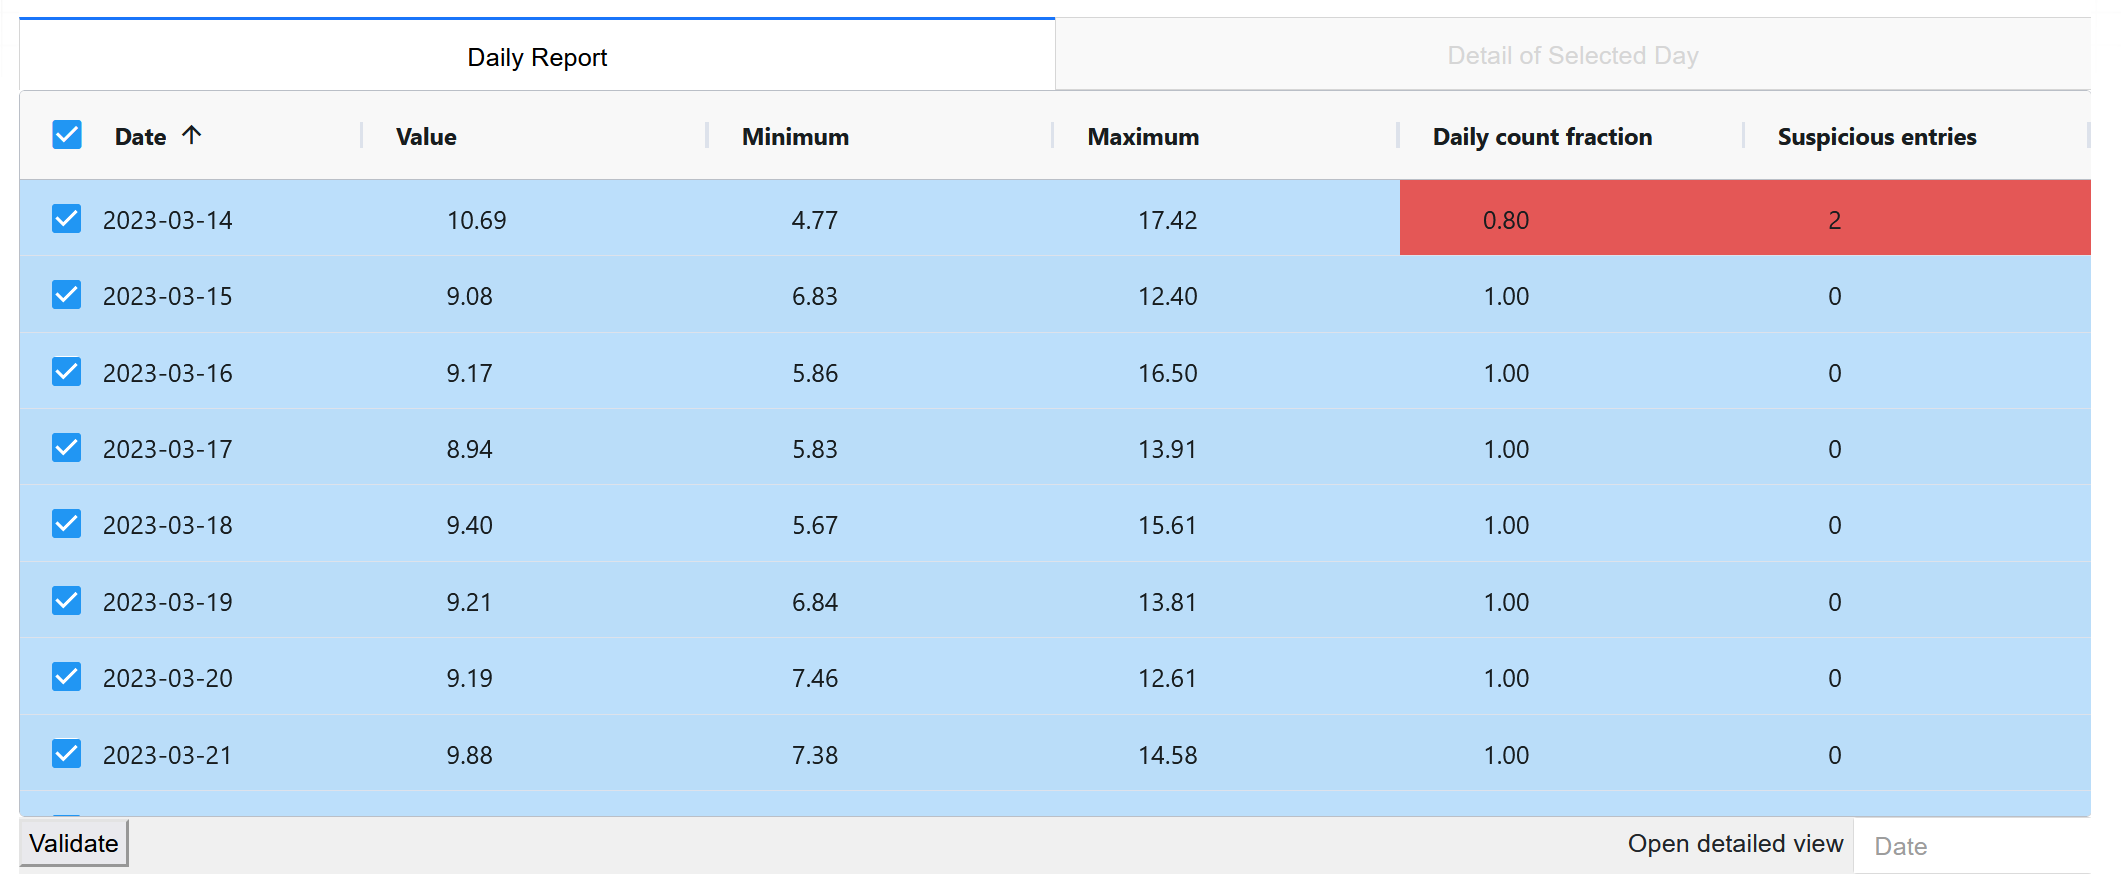 Daily Report Detail of Selected Day
Date Value Minimum Maximum Daily count fraction Suspicious entries
2023-03-14 10.69 4.77 17.42 0.80 2
2023-03-15 9.08 6.83 12.40 1.00 0
2023-03-16 9.17 5.86 16.50 1.00 0
2023-03-17 8.94 5.83 13.91 1.00 0
2023-03-18 9.40 5.67 15.61 1.00 0
2023-03-19 9.21 6.84 13.81 1.00 0
2023-03-20 9.19 7.46 12.61 1.00 0
2023-03-21 9.88 7.38 14.58 1.00 0
Validate Open detailed view Date